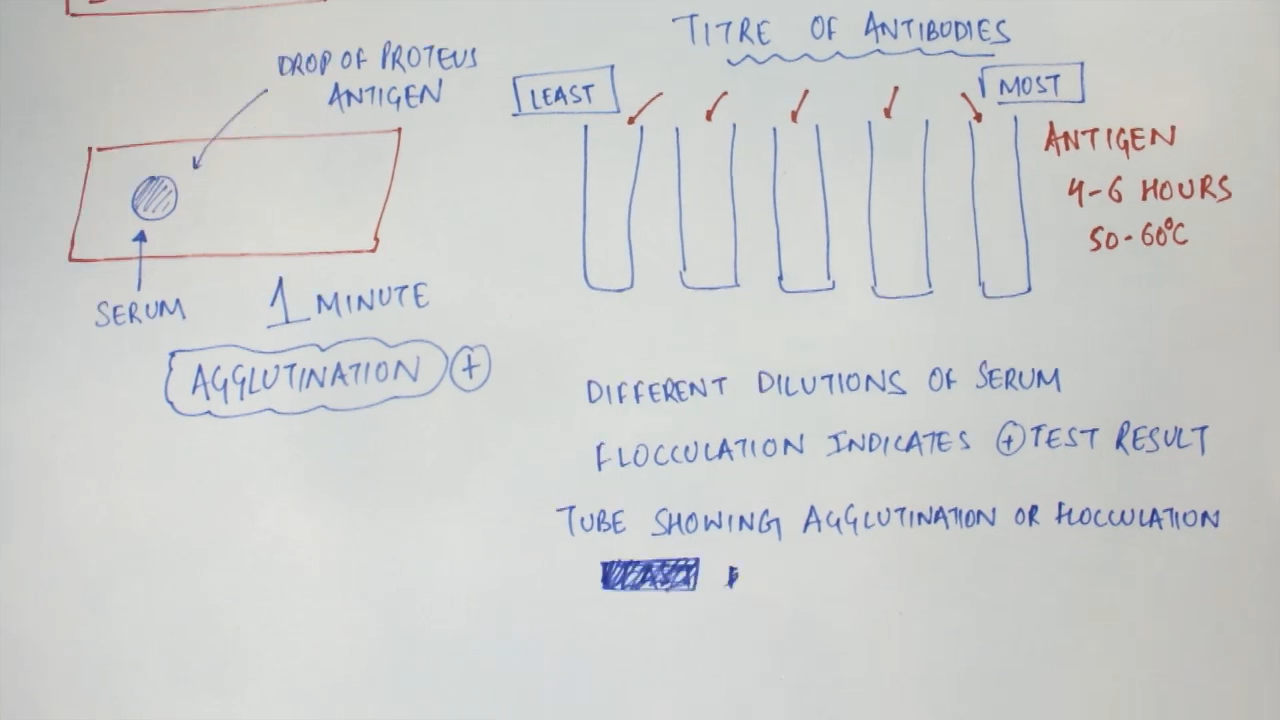 DROP OF PROTEUS
ANTIGEN
SERUM
1 MINUTE
AGGLUTINATION +
TITRE OF ANTIBODIES
LEAST
MOST
ANTIGEN
4-6 HOURS
50-60°C
DIFFERENT DILUTIONS OF SERUM
FLOCCULATION INDICATES + TEST RESULT
TUBE SHOWING AGGLUTINATION OR FLOCCULATION